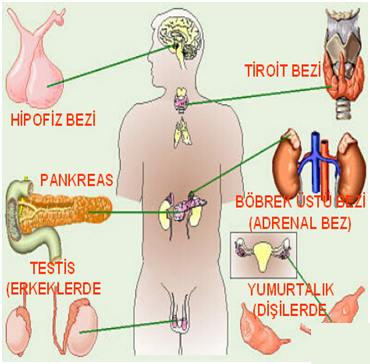 HİPOFİZ BEZİ
TİROİT BEZİ
PANKREAS
BÖBREK ÜSTÜ BEZİ
(ADRENAL BEZ)
TESTİS
(ERKEKLERDE
YUMURTALIK
(DİŞİLERDE